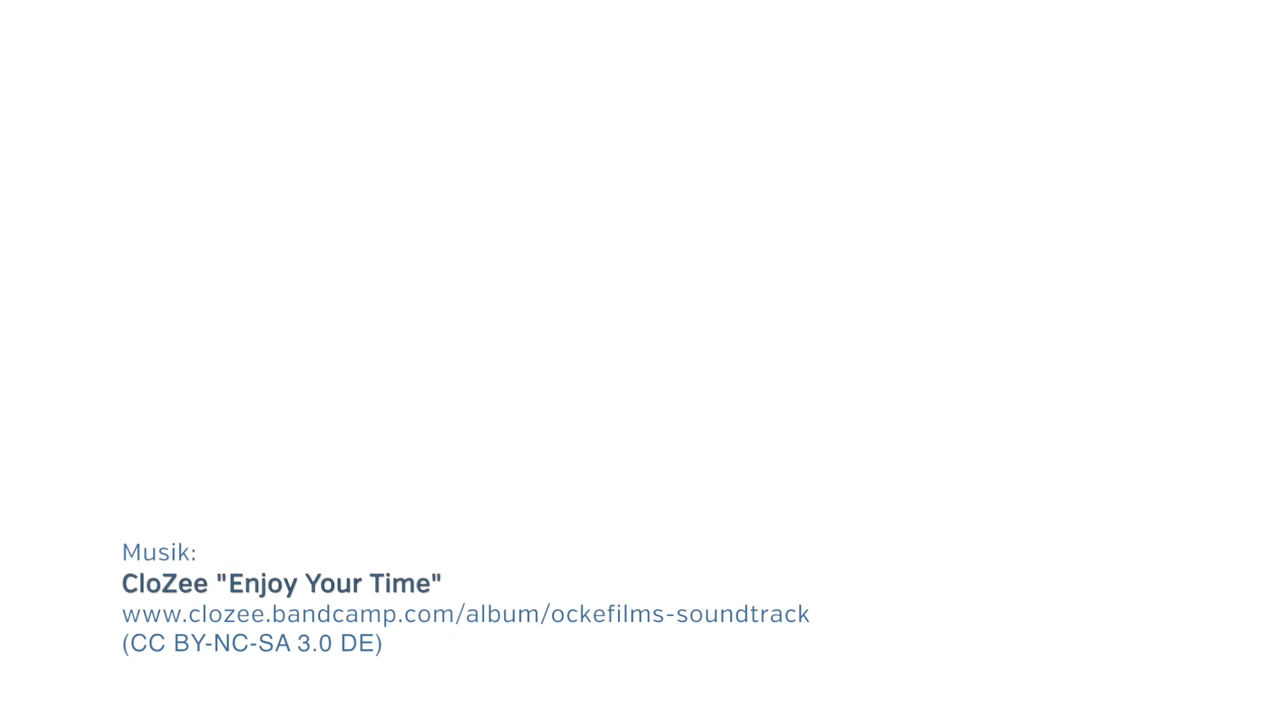 Musik:
CloZee "Enjoy Your Time"
www.clozee.bandcamp.com/album/ockefilms-soundtrack
(CC BY-NC-SA 3.0 DE)